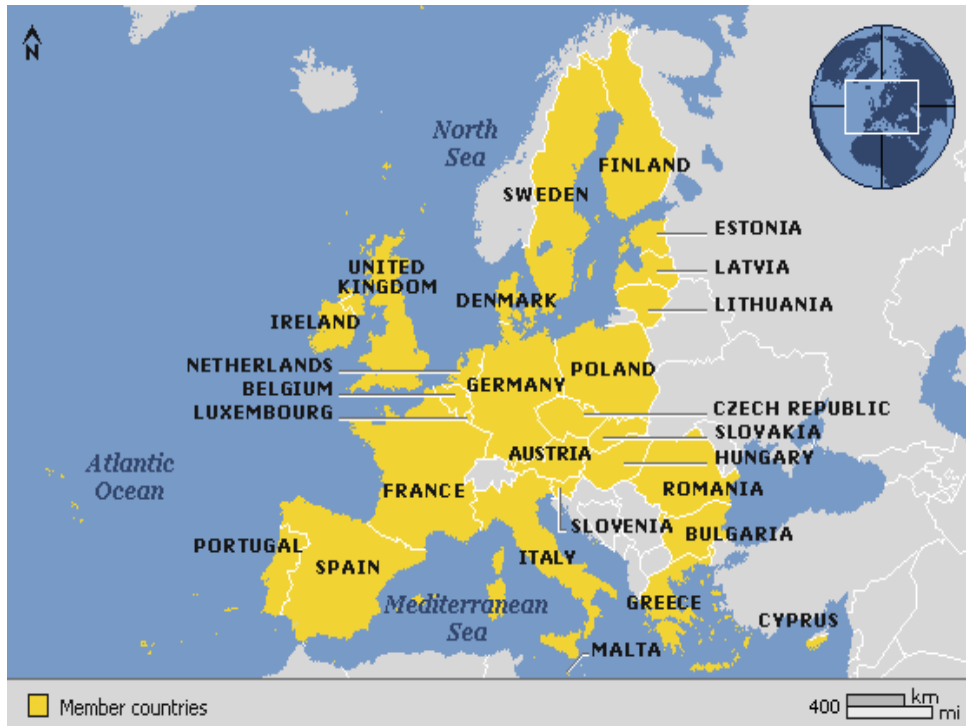 N
North
Sea
FINLAND
SWEDEN
ESTONIA
UNITED
KINGDOM
LATVIA
DENMARK
LITHUANIA
IRELAND
NETHERLANDS
POLAND
BELGIUM
GERMANY
LUXEMBOURG
CZECH REPUBLIC
SLOVAKIA
AUSTRIA
HUNGARY
Atlantic
Ocean
FRANCE
ROMANIA
SLOVENIA
BULGARIA
PORTUGAL
ITALY
SPAIN
Mediterranean
Sea
GREECE
CYPRUS
MALTA
Member countries
400 km
mi